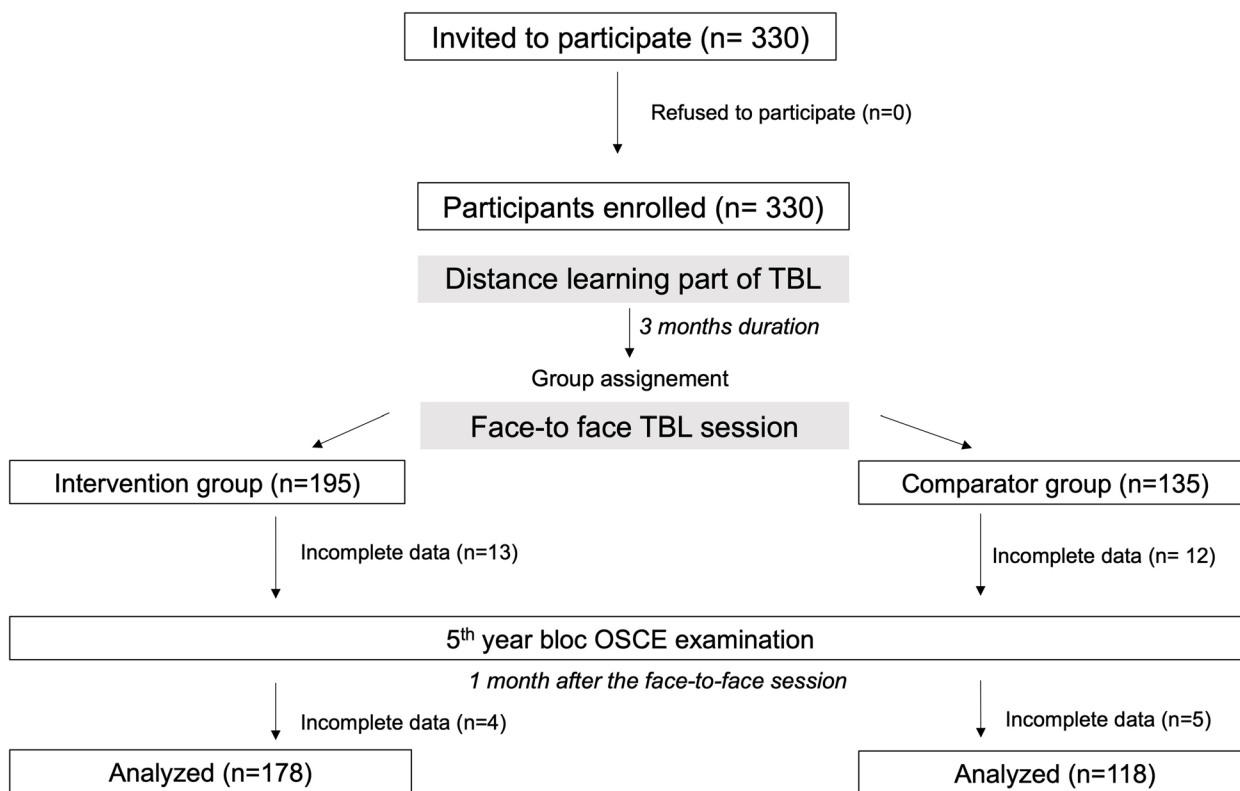 Invited to participate (n= 330)
Refused to participate (n=0)
Participants enrolled (n= 330)
Distance learning part of TBL
3 months duration
Group assignement
Face-to face TBL session
Intervention group (n=195)
Comparator group (n=135)
Incomplete data (n=13)
Incomplete data (n= 12)
5th year bloc OSCE examination
1 month after the face-to-face session
Incomplete data (n=4)
Incomplete data (n=5)
Analyzed (n=178)
Analyzed (n=118)